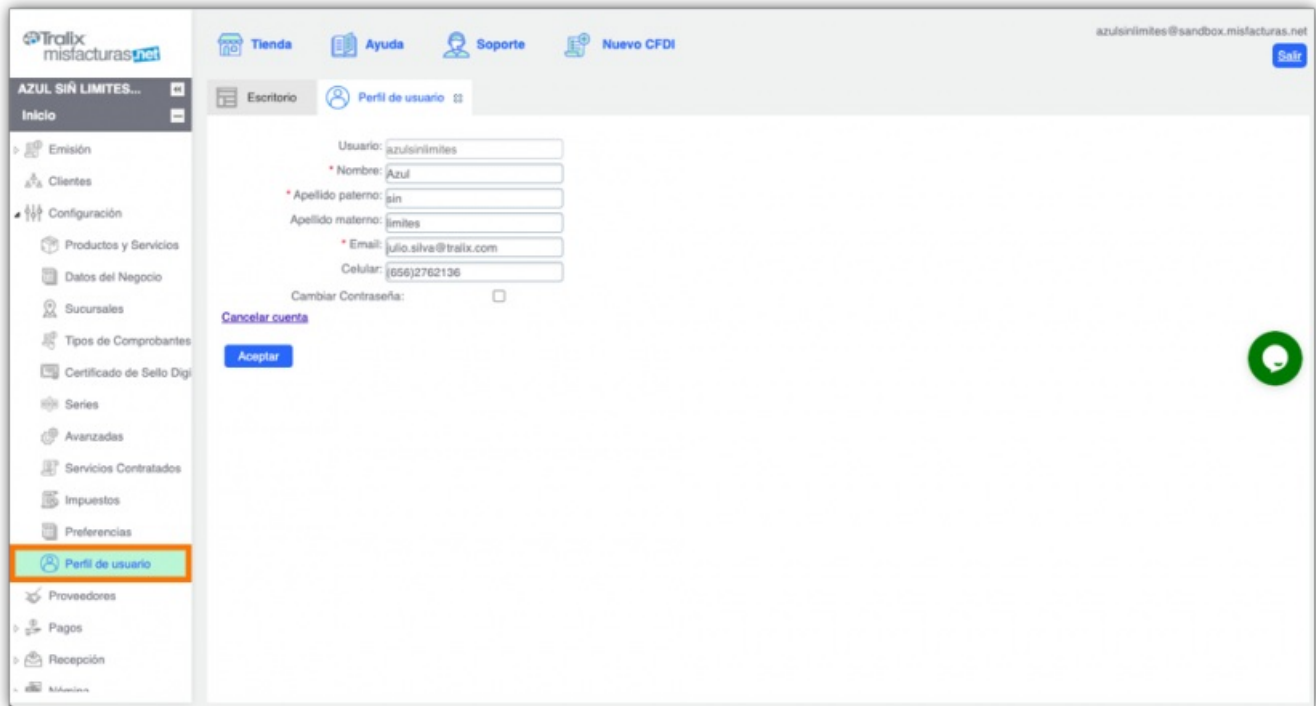 Tralix
misfacturas.net
Tienda
Ayuda
Soporte
Nuevo CFDI
azulsinlimites@sandbox.misfacturas.net
Salir
AZUL SIÑ LIMITES...
Inicio
Escritorio
Perfil de usuario
Emisión
Clientes
Configuración
Productos y Servicios
Datos del Negocio
Sucursales
Tipos de Comprobantes
Certificado de Sello Digi
Series
Avanzadas
Servicios Contratados
Impuestos
Preferencias
Perfil de usuario
Proveedores
Pagos
Recepción
Nómina
Usuario: azulsinlimites
* Nombre: Azul
* Apellido paterno: sin
Apellido materno: limites
* Email: julio.silva@tralix.com
Celular: (656)2762136
Cambiar Contraseña:
Cancelar cuenta
Aceptar